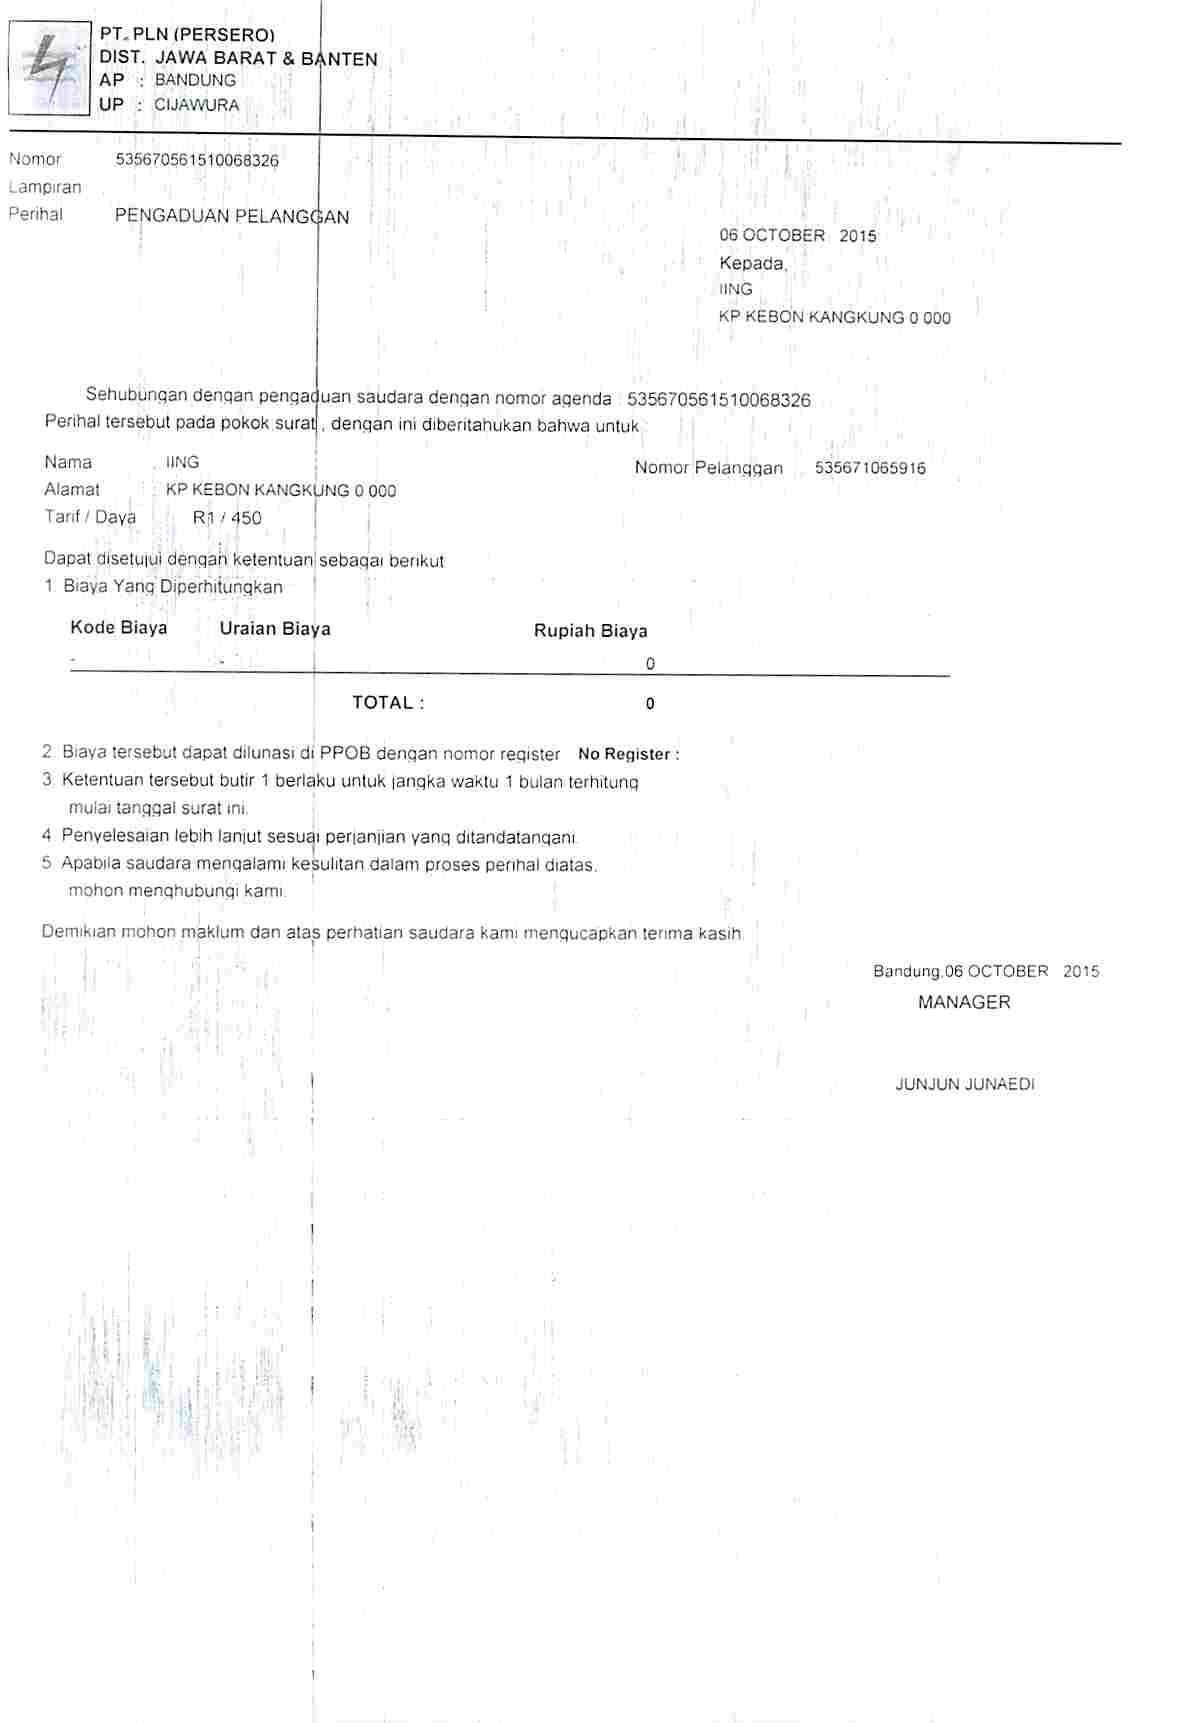 PT. PLN (PERSERO)
DIST. JAWA BARAT & BANTEN
AP : BANDUNG
UP : CIJAWURA
Nomor 535670561510068326
Lampiran
Perihal PENGADUAN PELANGGAN
06 OCTOBER 2015
Kepada,
IING
KP KEBON KANGKUNG 0 000
Sehubungan dengan pengaduan saudara dengan nomor agenda : 535670561510068326
Perihal tersebut pada pokok surat , dengan ini diberitahukan bahwa untuk :
Nama : IING Nomor Pelanggan : 535671065916
Alamat : KP KEBON KANGKUNG 0 000
Tarif / Daya R1 / 450
Dapat disetujui dengan ketentuan sebagai berikut
1. Biaya Yang Diperhitungkan
Kode Biaya Uraian Biaya Rupiah Biaya
- - 0
TOTAL : 0
2. Biaya tersebut dapat dilunasi di PPOB dengan nomor register No Register :
3. Ketentuan tersebut butir 1 berlaku untuk jangka waktu 1 bulan terhitung
mulai tanggal surat ini.
4. Penyelesaian lebih lanjut sesuai perjanjian yang ditandatangani.
5. Apabila saudara mengalami kesulitan dalam proses perihal diatas,
mohon menghubungi kami.
Demikian mohon maklum dan atas perhatian saudara kami mengucapkan terima kasih.
Bandung,06 OCTOBER 2015
MANAGER
JUNJUN JUNAEDI